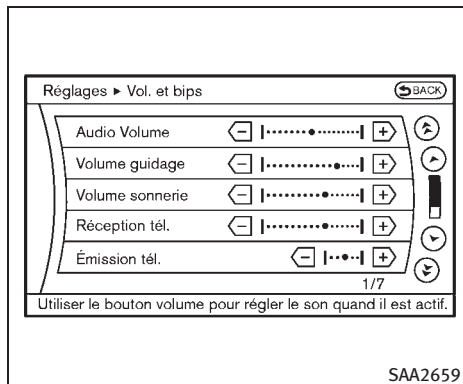 Réglages ► Vol. et bips BACK
Audio Volume
Volume guidage
Volume sonnerie
Réception tél.
Émission tél.
1/7
Utiliser le bouton volume pour régler le son quand il est actif.
SAA2659